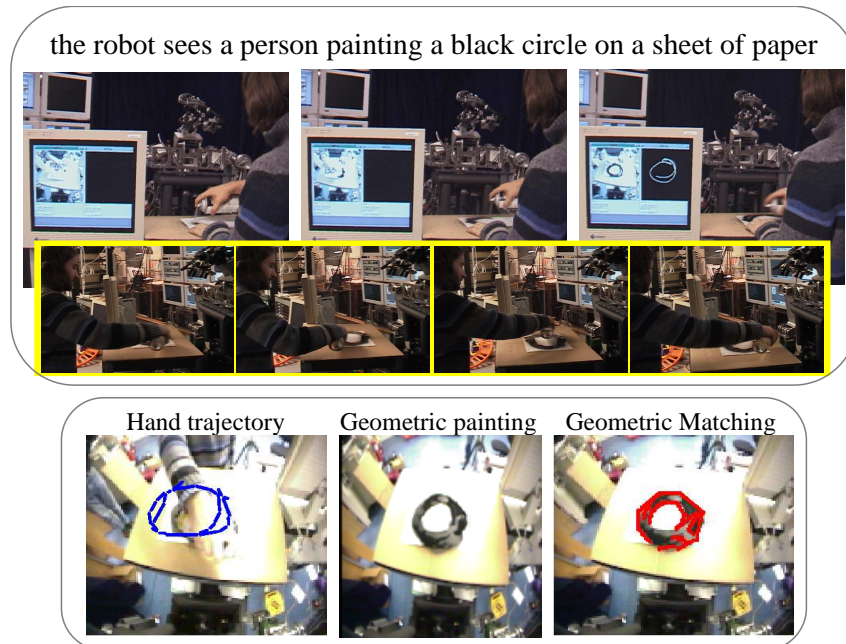 the robot sees a person painting a black circle on a sheet of paper
Hand trajectory
Geometric painting
Geometric Matching